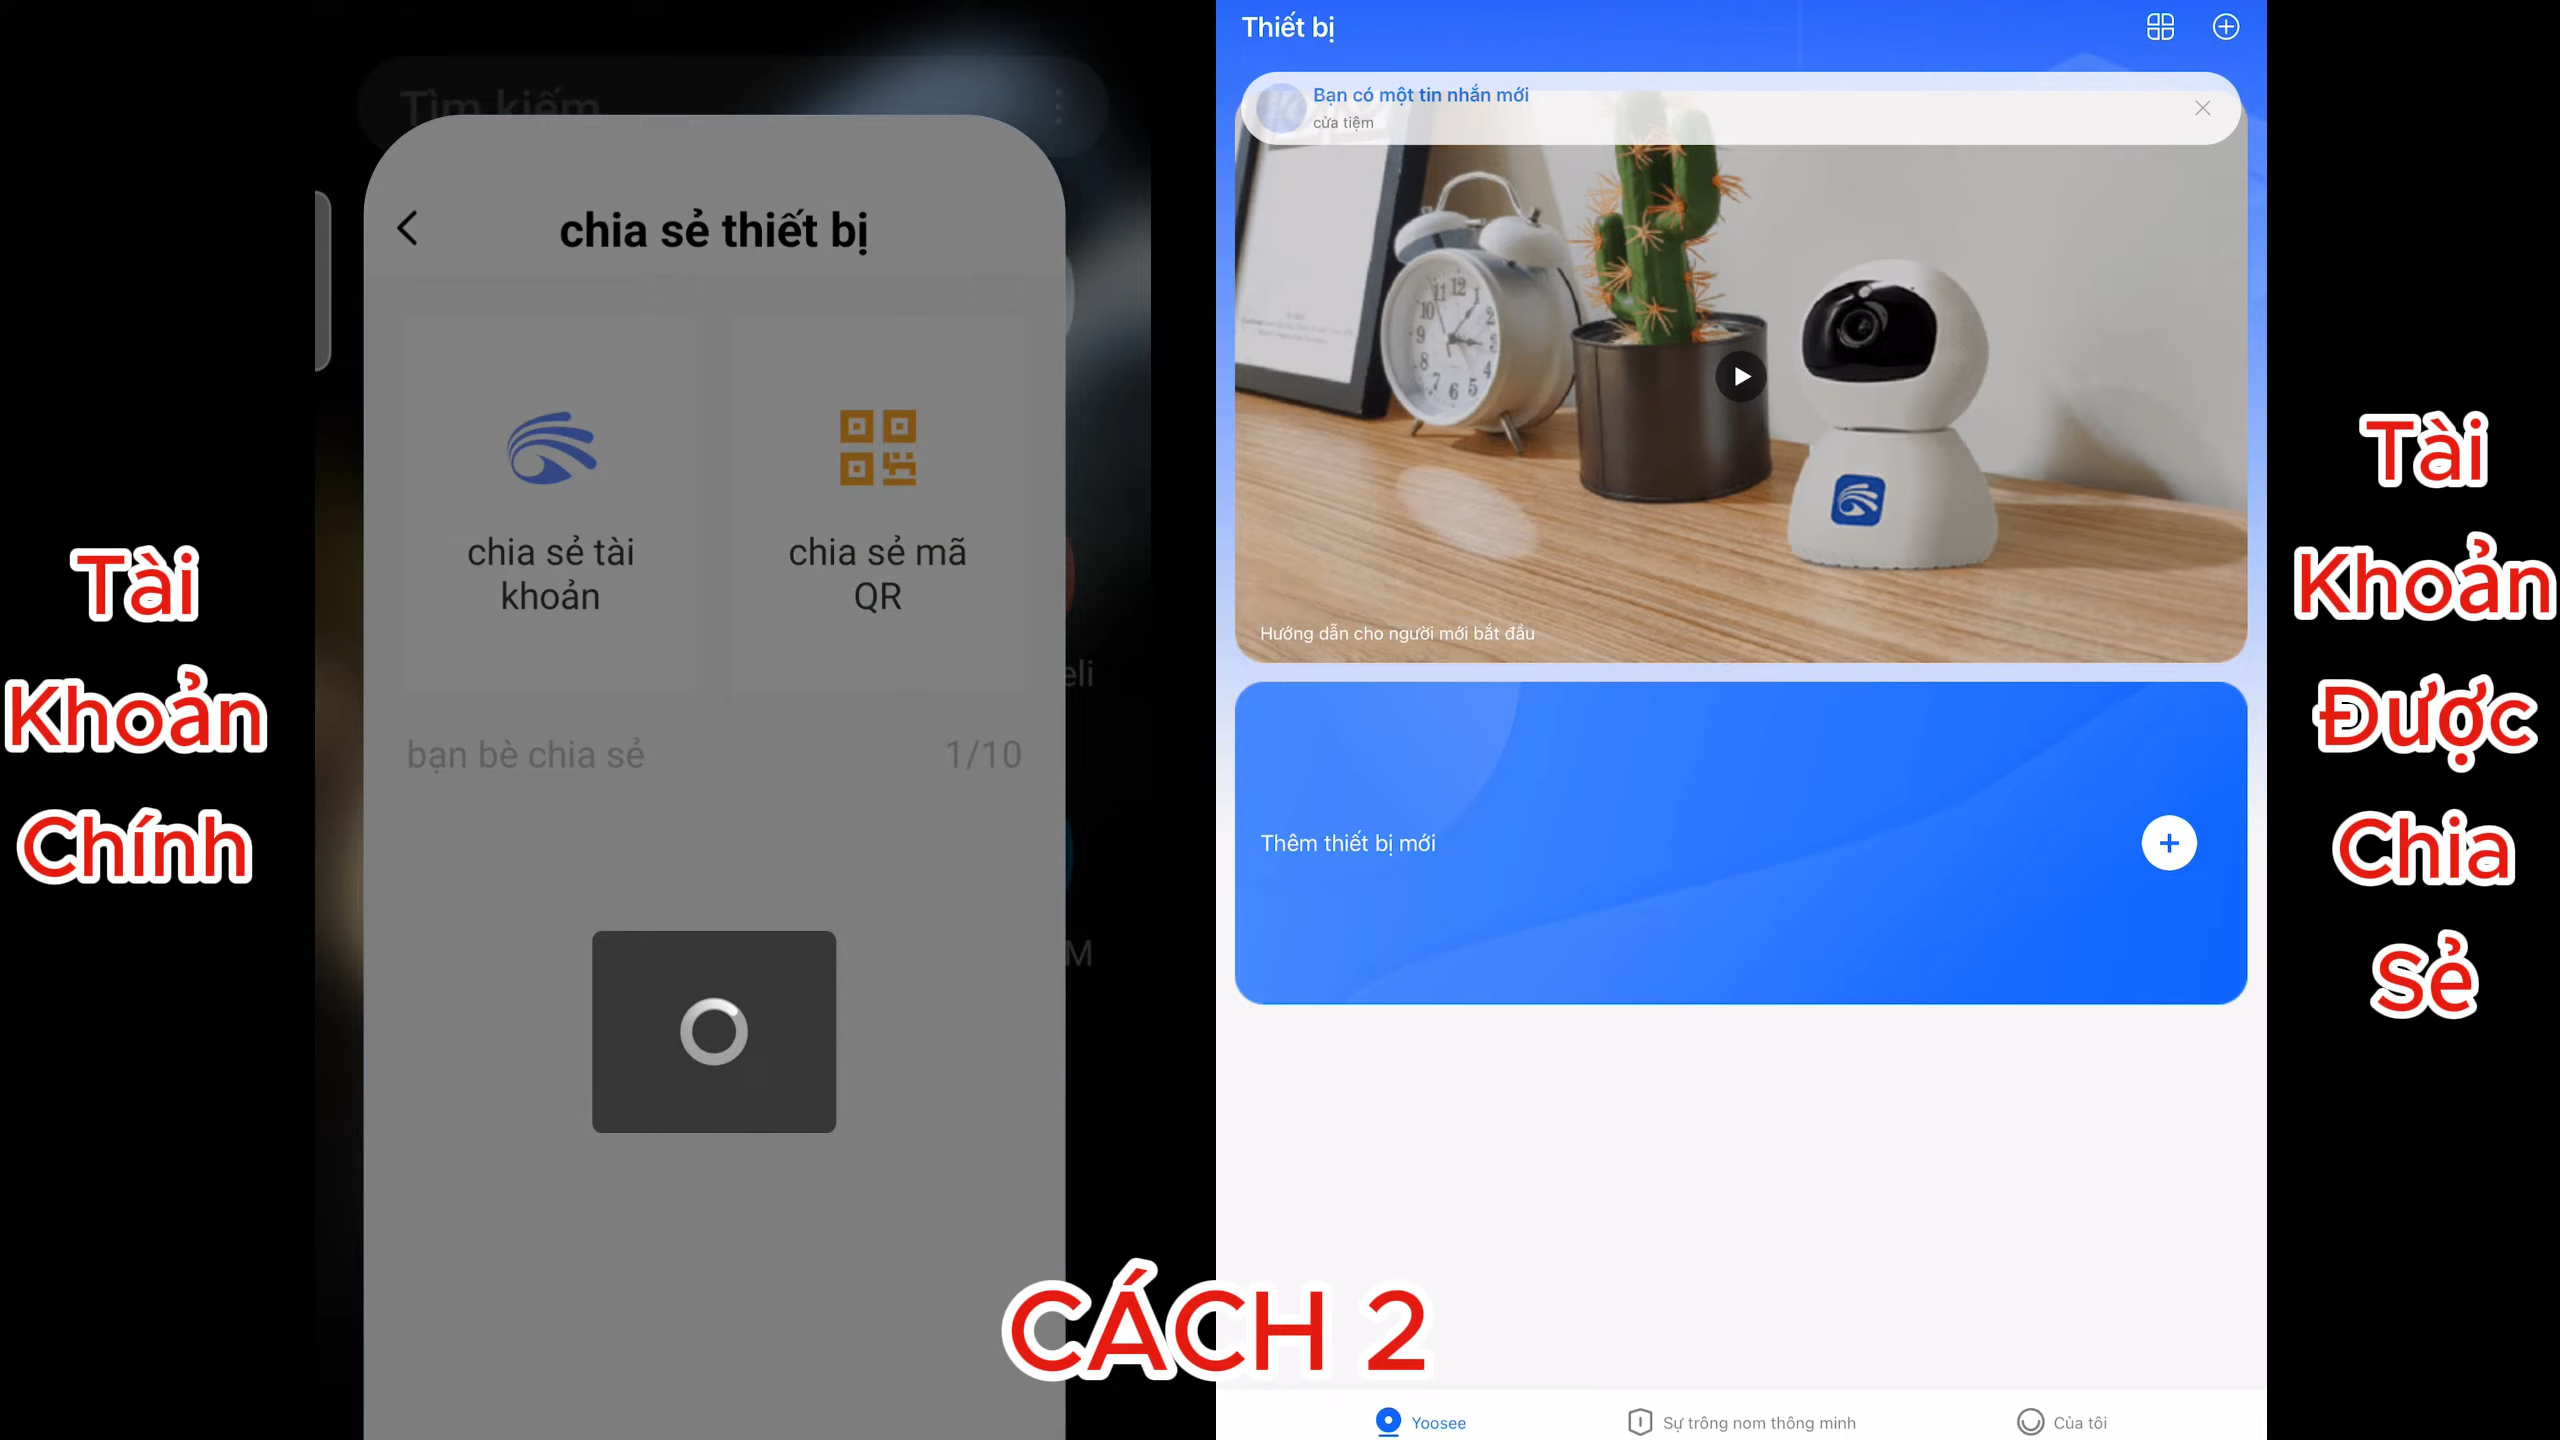 Tài
Khoản
Chính
Tìm kiếm
chia sẻ thiết bị
chia sẻ tài
khoản
chia sẻ mã
QR
bạn bè chia sẻ
1/10
eli
M
CÁCH 2
Thiết bị
Bạn có một tin nhắn mới
cửa tiệm
Hướng dẫn cho người mới bắt đầu
Thêm thiết bị mới
Yoosee
Sự trông nom thông minh
Của tôi
Tài
Khoản
Được
Chia
Sẻ